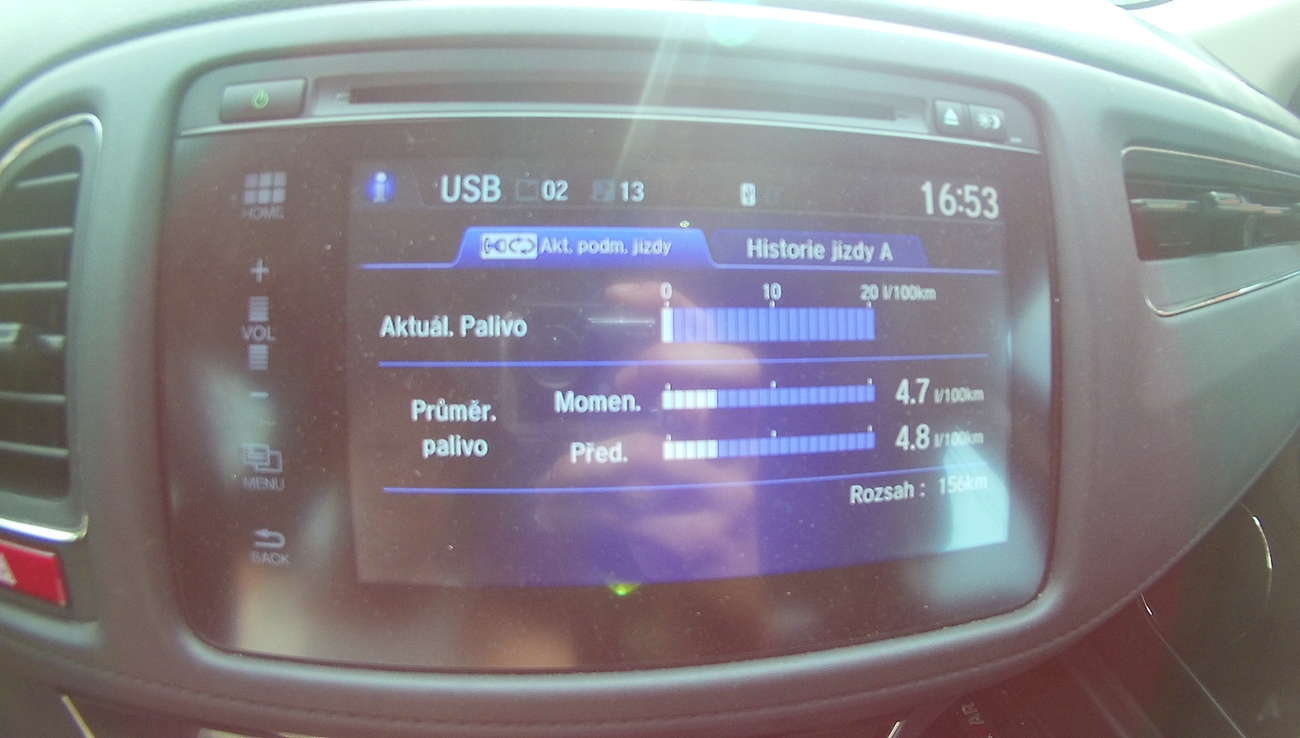 USB 02 13 16:53
HOME
Akt. podm. jízdy Historie jízdy A
0 10 20 l/100km
VOL
Aktuál. Palivo
Průměr.
palivo
Momen. 4.7 l/100km
Před. 4.8 l/100km
MENU
Rozsah : 156km
BACK
AIR